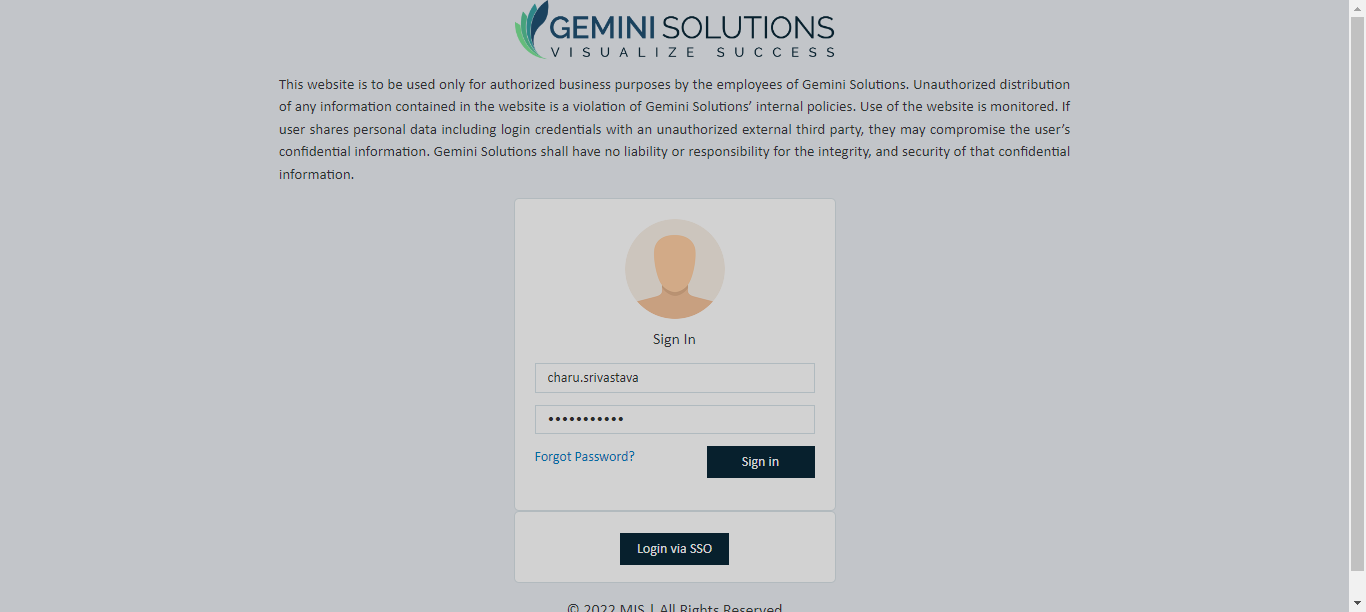 GEMINI SOLUTIONS
VISUALIZE SUCCESS
This website is to be used only for authorized business purposes by the employees of Gemini Solutions. Unauthorized distribution
of any information contained in the website is a violation of Gemini Solutions’ internal policies. Use of the website is monitored. If
user shares personal data including login credentials with an unauthorized external third party, they may compromise the user’s
confidential information. Gemini Solutions shall have no liability or responsibility for the integrity, and security of that confidential
information.
Sign In
charu.srivastava
•••••••••••
Forgot Password?
Sign in
Login via SSO
© 2022 MIS | All Rights Reserved